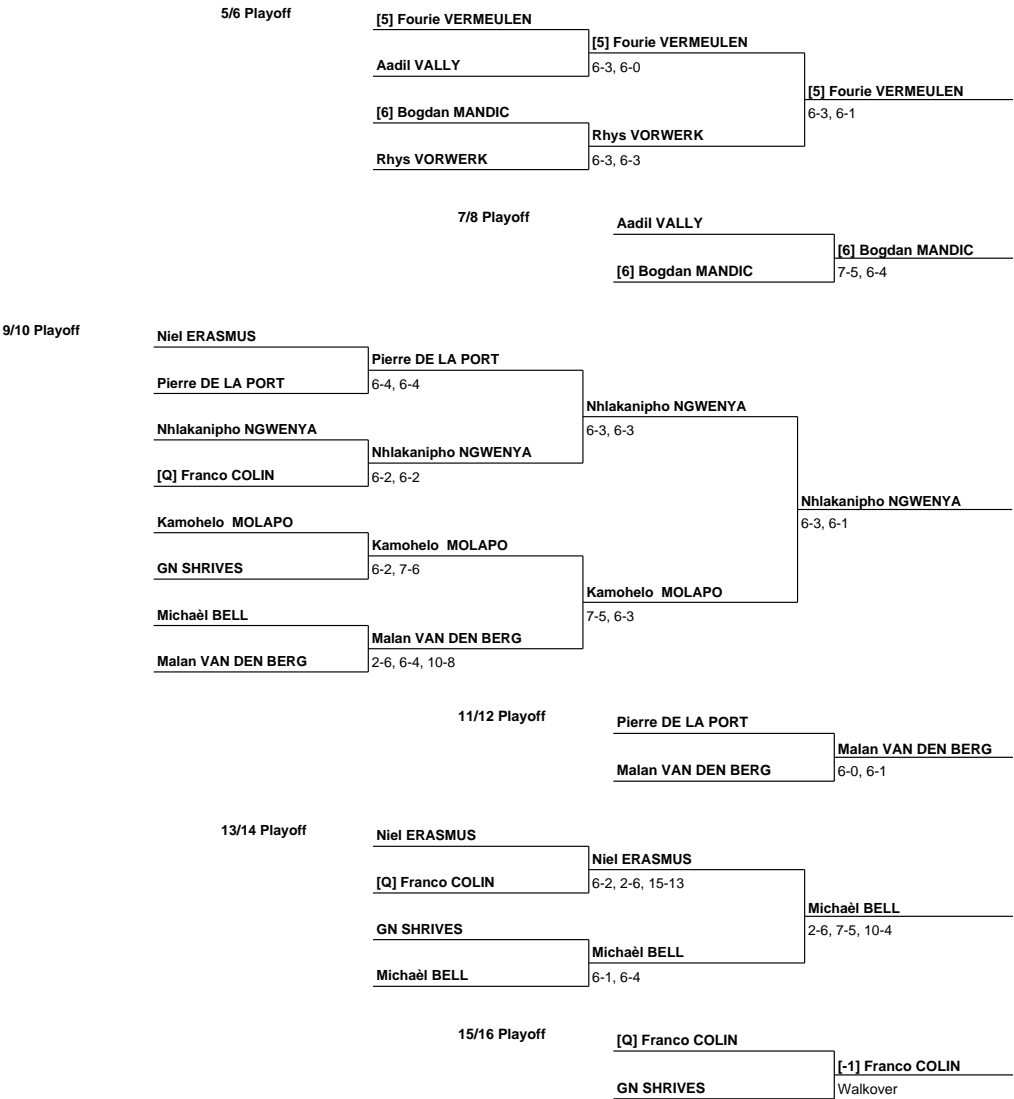 5/6 Playoff
[5] Fourie VERMEULEN
[5] Fourie VERMEULEN
Aadil VALLY
6-3, 6-0
[5] Fourie VERMEULEN
[6] Bogdan MANDIC
6-3, 6-1
Rhys VORWERK
Rhys VORWERK
6-3, 6-3
7/8 Playoff
Aadil VALLY
[6] Bogdan MANDIC
[6] Bogdan MANDIC
7-5, 6-4
9/10 Playoff
Niel ERASMUS
Pierre DE LA PORT
Pierre DE LA PORT
6-4, 6-4
Nhlakanipho NGWENYA
Nhlakanipho NGWENYA
6-3, 6-3
Nhlakanipho NGWENYA
[Q] Franco COLIN
6-2, 6-2
Nhlakanipho NGWENYA
Kamohelo  MOLAPO
6-3, 6-1
Kamohelo  MOLAPO
GN SHRIVES
6-2, 7-6
Kamohelo  MOLAPO
Michaèl BELL
7-5, 6-3
Malan VAN DEN BERG
Malan VAN DEN BERG
2-6, 6-4, 10-8
11/12 Playoff
Pierre DE LA PORT
Malan VAN DEN BERG
Malan VAN DEN BERG
6-0, 6-1
13/14 Playoff
Niel ERASMUS
Niel ERASMUS
[Q] Franco COLIN
6-2, 2-6, 15-13
Michaèl BELL
GN SHRIVES
2-6, 7-5, 10-4
Michaèl BELL
Michaèl BELL
6-1, 6-4
15/16 Playoff
[Q] Franco COLIN
[-1] Franco COLIN
GN SHRIVES
Walkover